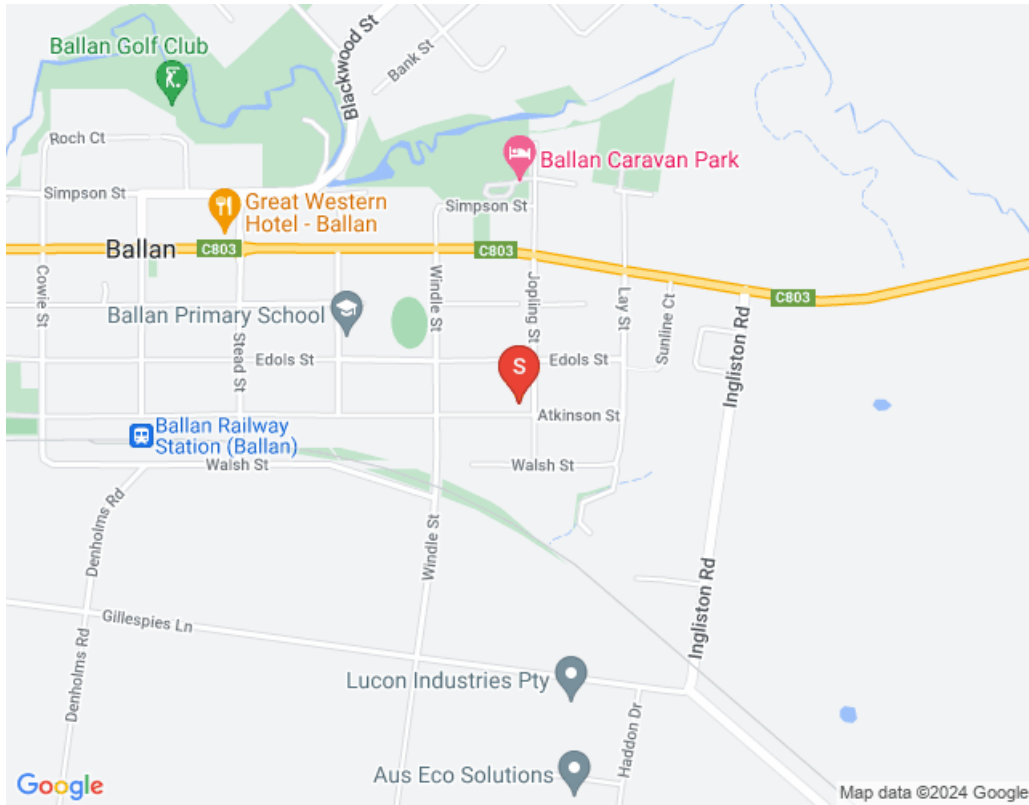 Ballan Golf Club
Bank St
Blackwood St
Roch Ct
Ballan Caravan Park
Simpson St
Great Western
Hotel - Ballan
Simpson St
Ballan
C803
C803
C803
Cowie St
Windle St
Jopling St
Lay St
Sunline Ct
Ingliston Rd
Ballan Primary School
Stead St
Edols St
Edols St
S
Atkinson St
Ballan Railway
Station (Ballan)
Walsh St
Walsh St
Denholms Rd
Windle St
Ingliston Rd
Gillespies Ln
Denholms Rd
Lucon Industries Pty
Haddon Dr
Aus Eco Solutions
Google
Map data ©2024 Google